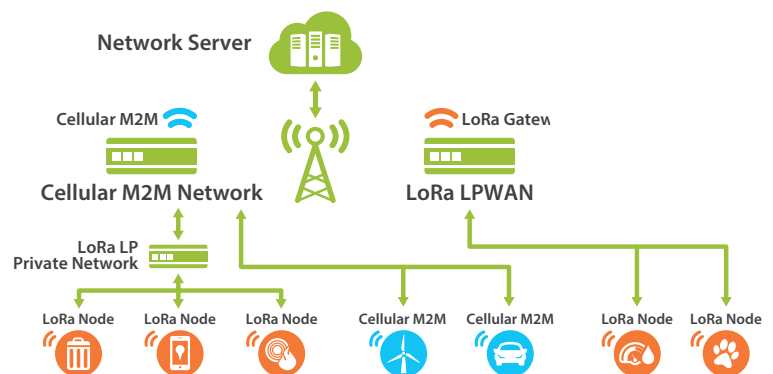 Network Server
Cellular M2M
LoRa Gatew
Cellular M2M Network
LoRa LPWAN
LoRa LP
Private Network
LoRa Node
LoRa Node
LoRa Node
Cellular M2M
Cellular M2M
LoRa Node
LoRa Node